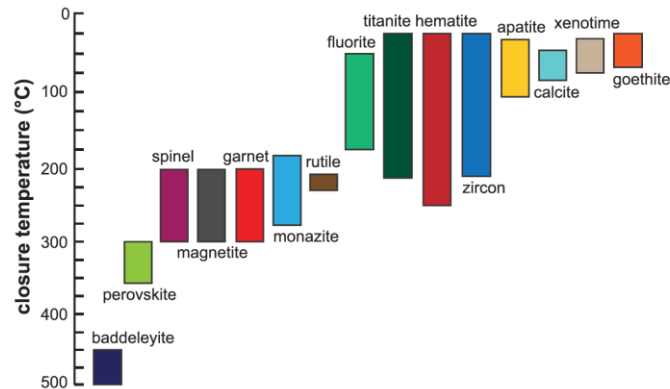 closure temperature (°C)
0
100
200
300
400
500
baddeleyite
perovskite
spinel
magnetite
garnet
monazite
rutile
fluorite
titanite hematite
zircon
apatite
calcite
xenotime
goethite